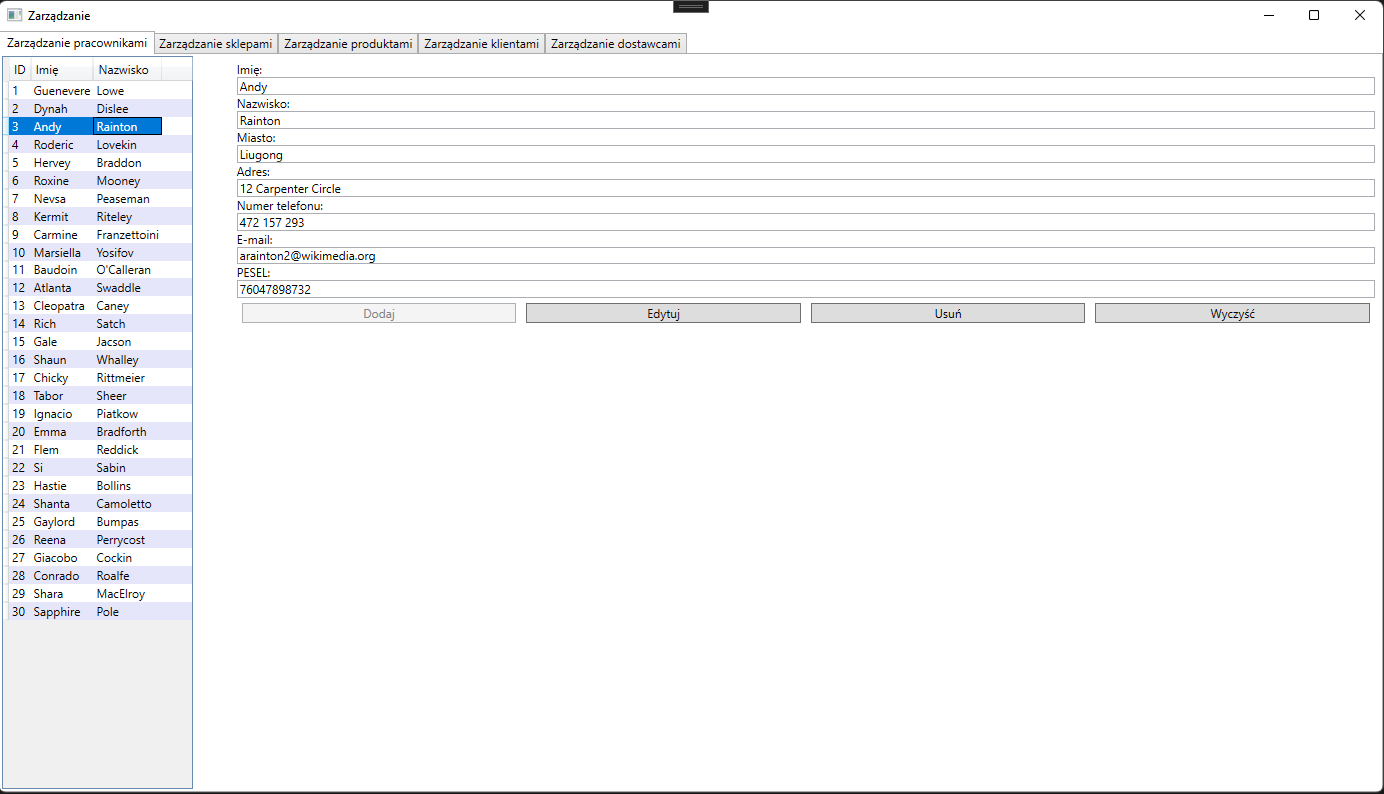 Zarządzanie
Zarządzanie pracownikami Zarządzanie sklepami Zarządzanie produktami Zarządzanie klientami Zarządzanie dostawcami
ID Imię Nazwisko
1 Guenevere Lowe
2 Dynah Dislee
3 Andy Rainton
4 Roderic Lovekin
5 Hervey Braddon
6 Roxine Mooney
7 Nevsa Peaseman
8 Kermit Riteley
9 Carmine Franzettoini
10 Marsiella Yosifov
11 Baudoin O'Calleran
12 Atlanta Swaddle
13 Cleopatra Caney
14 Rich Satch
15 Gale Jacson
16 Shaun Whalley
17 Chicky Rittmeier
18 Tabor Sheer
19 Ignacio Piatkow
20 Emma Bradforth
21 Flem Reddick
22 Si Sabin
23 Hastie Bollins
24 Shanta Camoletto
25 Gaylord Bumpas
26 Reena Perrycost
27 Giacobo Cockin
28 Conrado Roalfe
29 Shara MacElroy
30 Sapphire Pole
Imię:
Andy
Nazwisko:
Rainton
Miasto:
Liugong
Adres:
12 Carpenter Circle
Numer telefonu:
472 157 293
E-mail:
arainton2@wikimedia.org
PESEL:
76047898732
Dodaj Edytuj Usuń Wyczyść